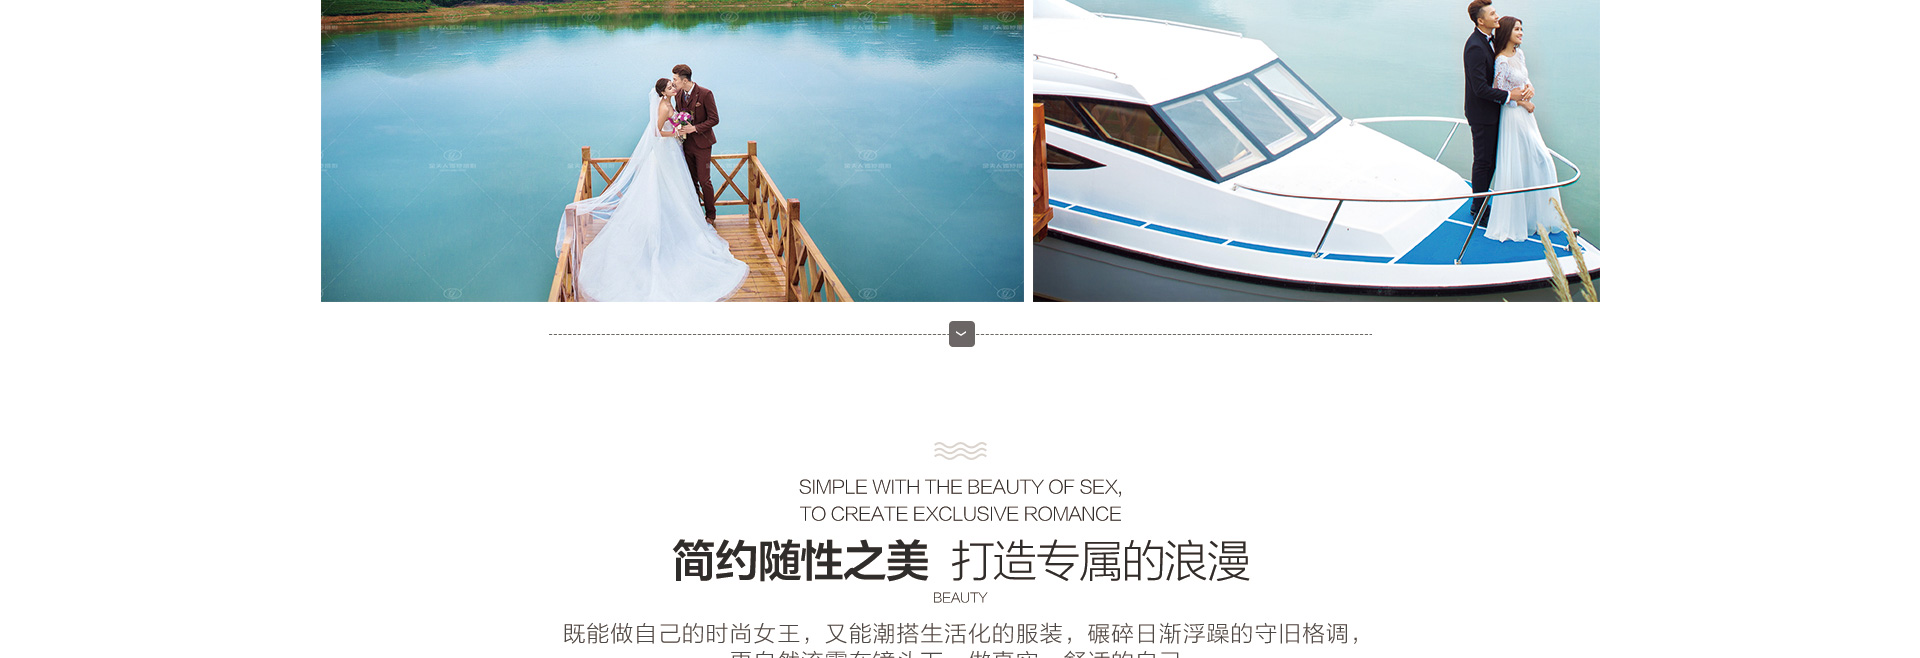 SIMPLE WITH THE BEAUTY OF SEX,
TO CREATE EXCLUSIVE ROMANCE
简约随性之美 打造专属的浪漫
BEAUTY
既能做自己的时尚女王，又能潮搭生活化的服装，碾碎日渐浮躁的守旧格调，